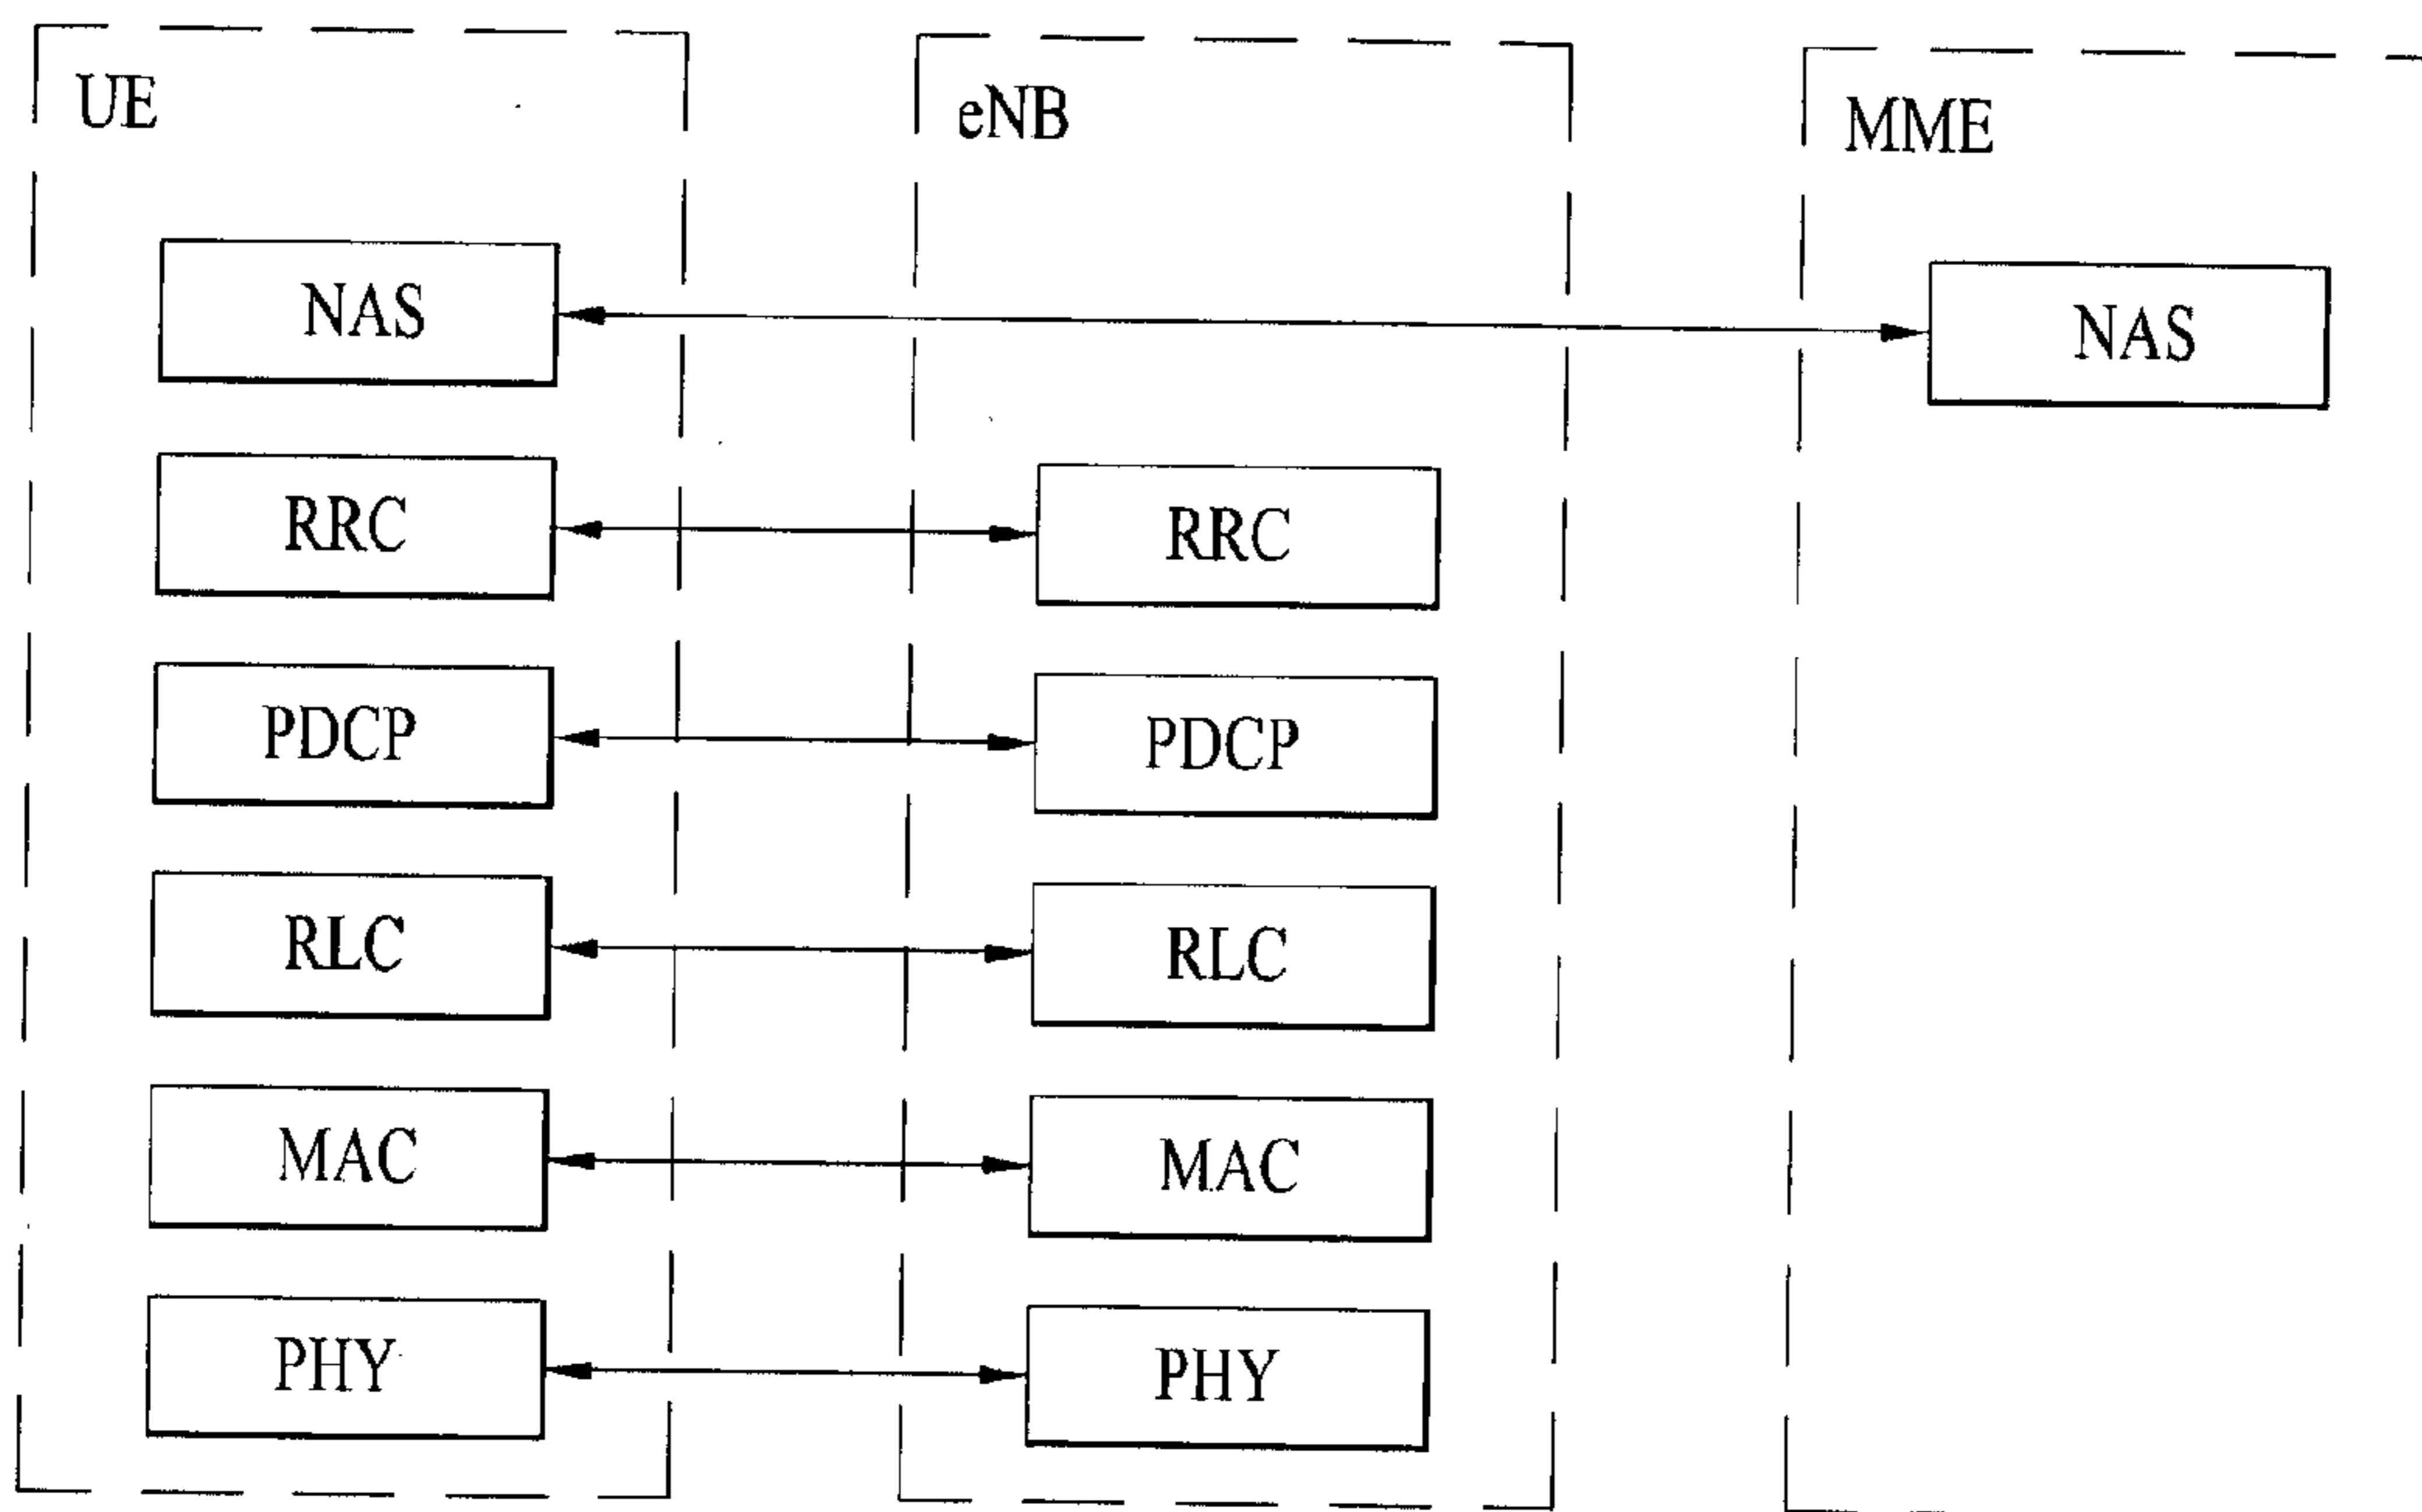 UE
eNB
MME
NAS
NAS
RRC
RRC
PDCP
PDCP
RLC
RLC
MAC
MAC
PHY
PHY